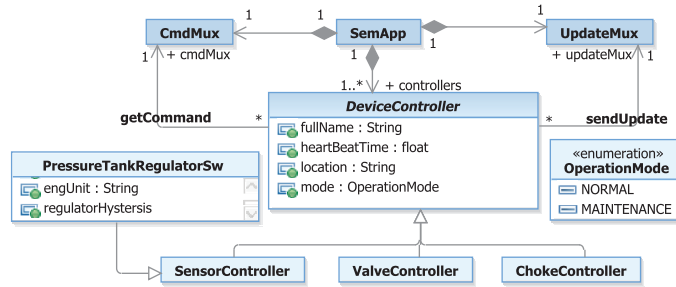 1 1 1 1
CmdMux SemApp UpdateMux
1 + cmdMux 1 1 + updateMux 1
1..* + controllers
getCommand * DeviceController * sendUpdate
fullName : String
heartBeatTime : float
location : String
mode : OperationMode
PressureTankRegulatorSw
engUnit : String
regulatorHystersis
«enumeration»
OperationMode
NORMAL
MAINTENANCE
SensorController ValveController ChokeController